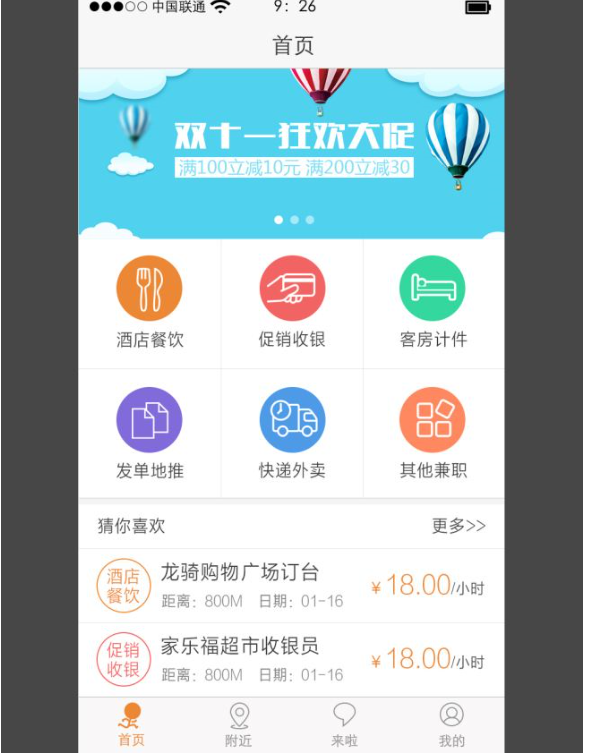 中国联通 9: 26
首页
双十一狂欢大促
满100立减10元 满200立减30
酒店餐饮 促销收银 客房计件
发单地推 快递外卖 其他兼职
猜你喜欢 更多>>
酒店餐饮 龙骑购物广场订台 ¥18.00/小时
距离: 800M 日期: 01-16
促销收银 家乐福超市收银员 ¥18.00/小时
距离: 800M 日期: 01-16
首页 附近 来啦 我的